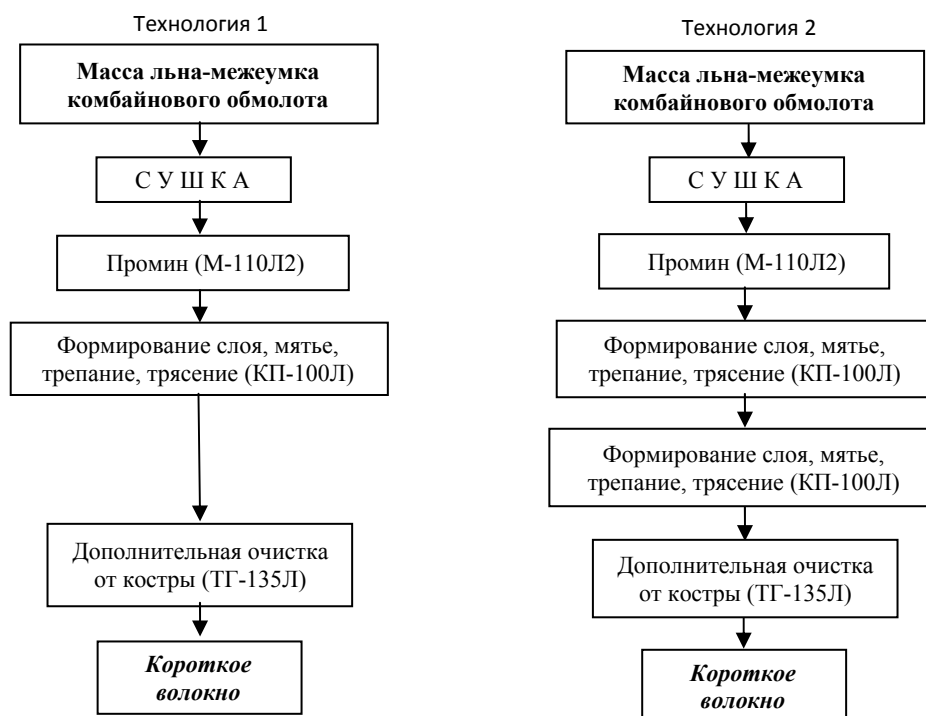 Технология 1
Масса льна-межеумка
комбайнового обмолота
С У Ш К А
Промин (М-110Л2)
Формирование слоя, мятье,
трепание, трясение (КП-100Л)
Дополнительная очистка
от костры (ТГ-135Л)
Короткое
волокно
Технология 2
Масса льна-межеумка
комбайнового обмолота
С У Ш К А
Промин (М-110Л2)
Формирование слоя, мятье,
трепание, трясение (КП-100Л)
Формирование слоя, мятье,
трепание, трясение (КП-100Л)
Дополнительная очистка
от костры (ТГ-135Л)
Короткое
волокно